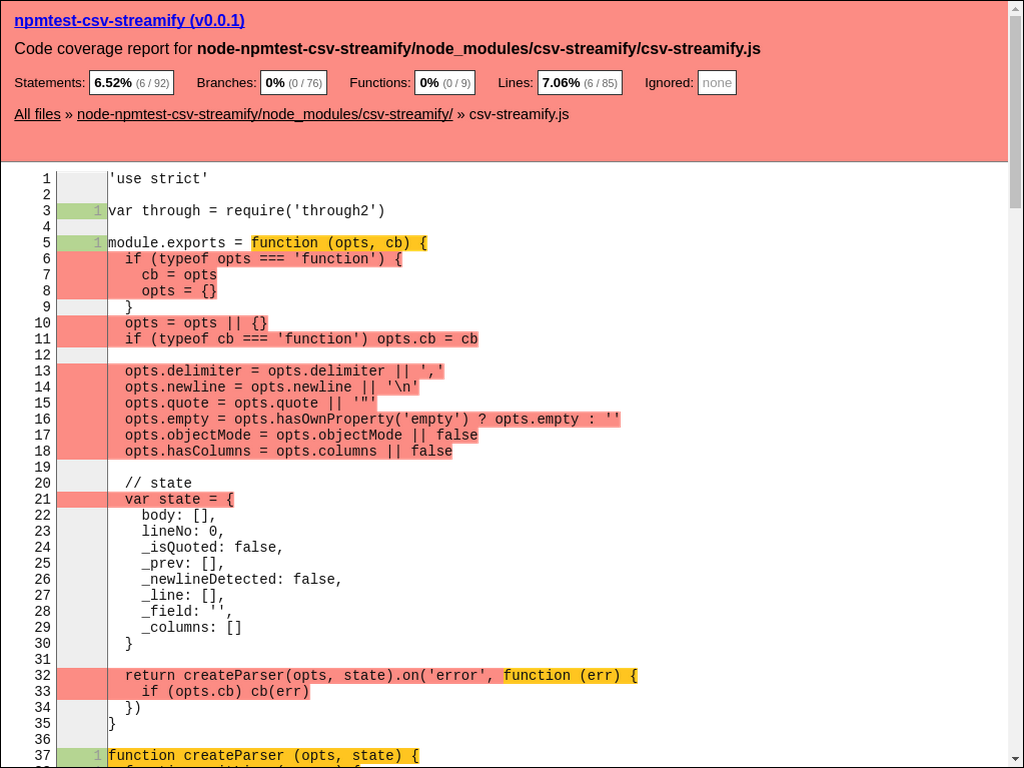 npmtest-csv-streamify (v0.0.1)
Code coverage report for node-npmtest-csv-streamify/node_modules/csv-streamify/csv-streamify.js
Statements: 6.52% (6 / 92) Branches: 0% (0 / 76) Functions: 0% (0 / 9) Lines: 7.06% (6 / 85) Ignored: none
All files » node-npmtest-csv-streamify/node_modules/csv-streamify/ » csv-streamify.js
1 'use strict'
2
3 1 var through = require('through2')
4
5 1 module.exports = function (opts, cb) {
6 if (typeof opts === 'function') {
7 cb = opts
8 opts = {}
9 }
10 opts = opts || {}
11 if (typeof cb === 'function') opts.cb = cb
12
13 opts.delimiter = opts.delimiter || ','
14 opts.newline = opts.newline || '\n'
15 opts.quote = opts.quote || '"'
16 opts.empty = opts.hasOwnProperty('empty') ? opts.empty : ''
17 opts.objectMode = opts.objectMode || false
18 opts.hasColumns = opts.columns || false
19
20 // state
21 var state = {
22 body: [],
23 lineNo: 0,
24 _isQuoted: false,
25 _prev: [],
26 _newlineDetected: false,
27 _line: [],
28 _field: '',
29 _columns: []
30 }
31
32 return createParser(opts, state).on('error', function (err) {
33 if (opts.cb) cb(err)
34 })
35 }
36
37 1 function createParser (opts, state) {